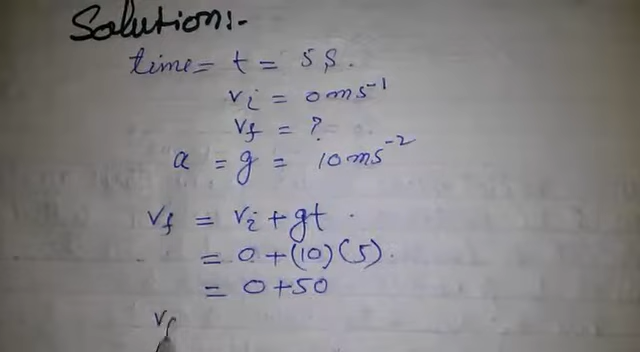 Solution:-
time = t = 5 S.
vi = 0 ms⁻¹
vf = ?
a = g = 10 ms⁻²
vf = vi + gt .
= 0 + (10) (5) .
= 0 + 50
vf